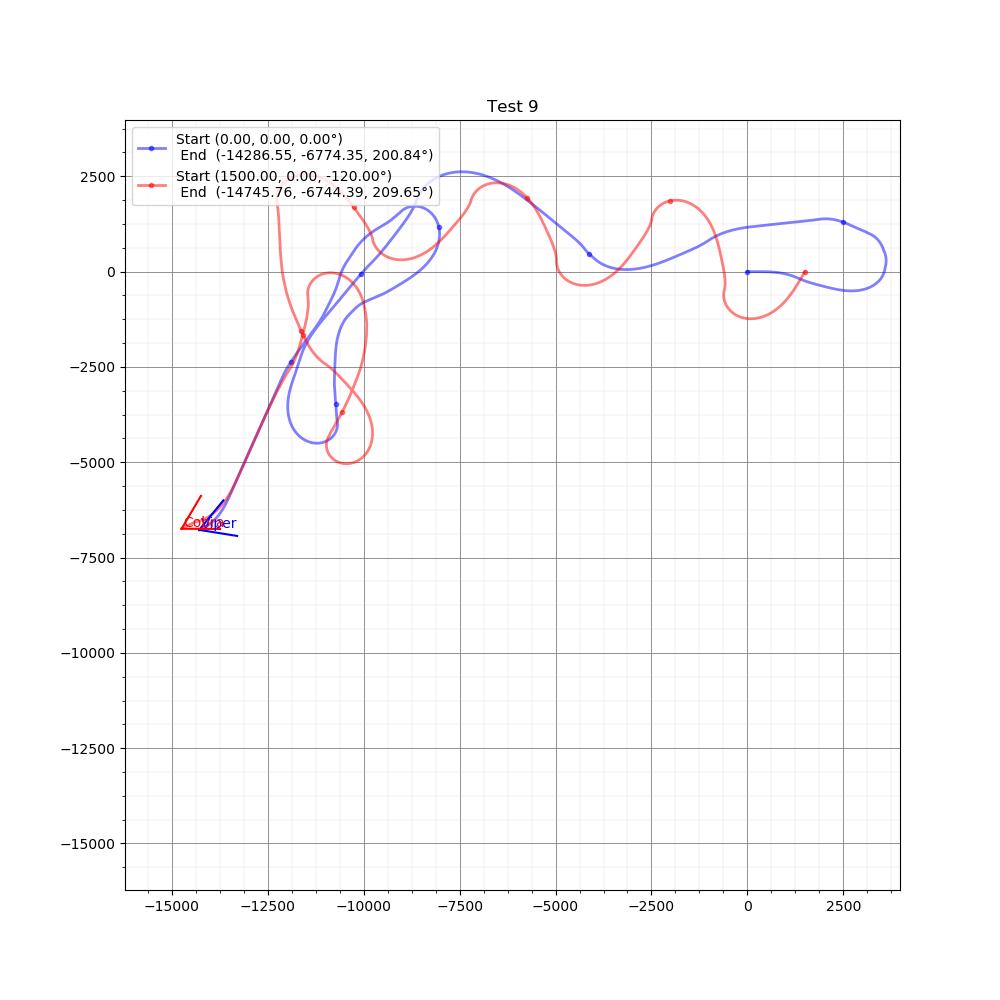 Test 9
Start (0.00, 0.00, 0.00°)
End (-14286.55, -6774.35, 200.84°)
Start (1500.00, 0.00, -120.00°)
End (-14745.76, -6744.39, 209.65°)
2500
0
−2500
−5000
−7500
−10000
−12500
−15000
−15000 −12500 −10000 −7500 −5000 −2500 0 2500